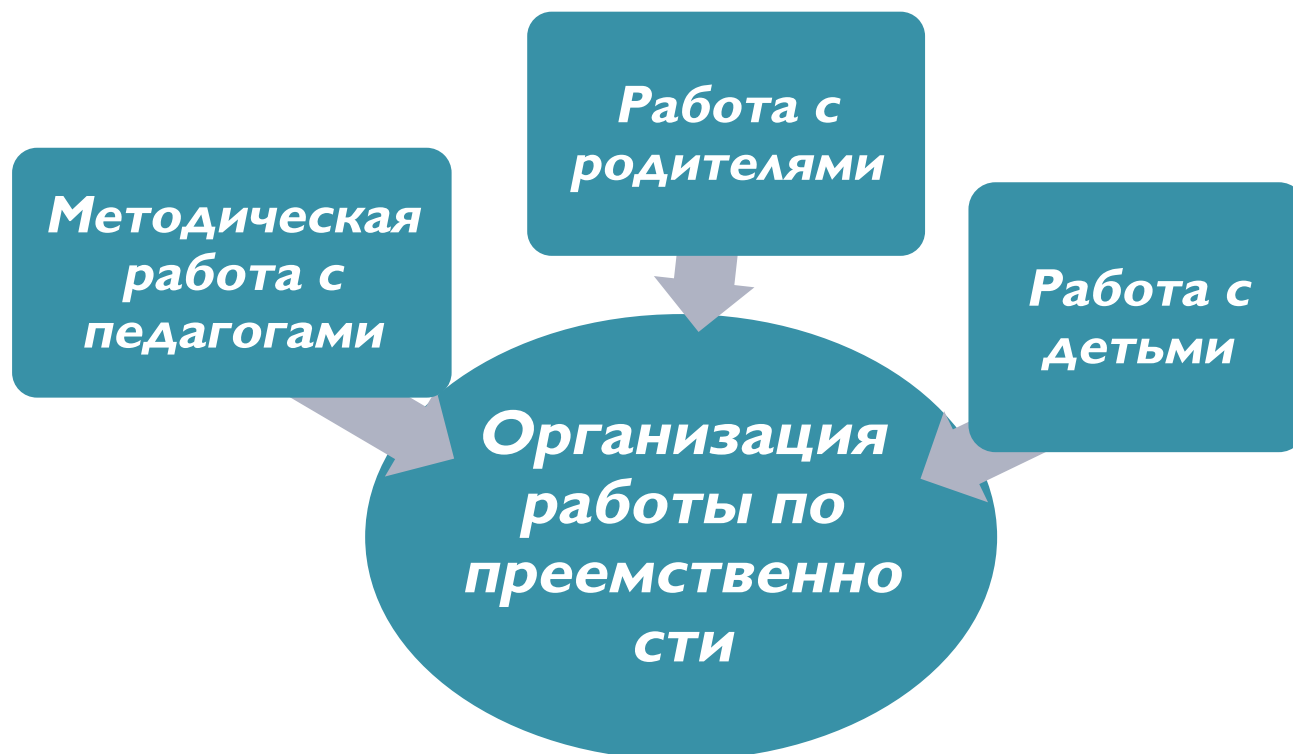 Работа с
родителями
Методическая
работа с
педагогами
Работа с
детьми
Организация
работы по
преемственно
сти